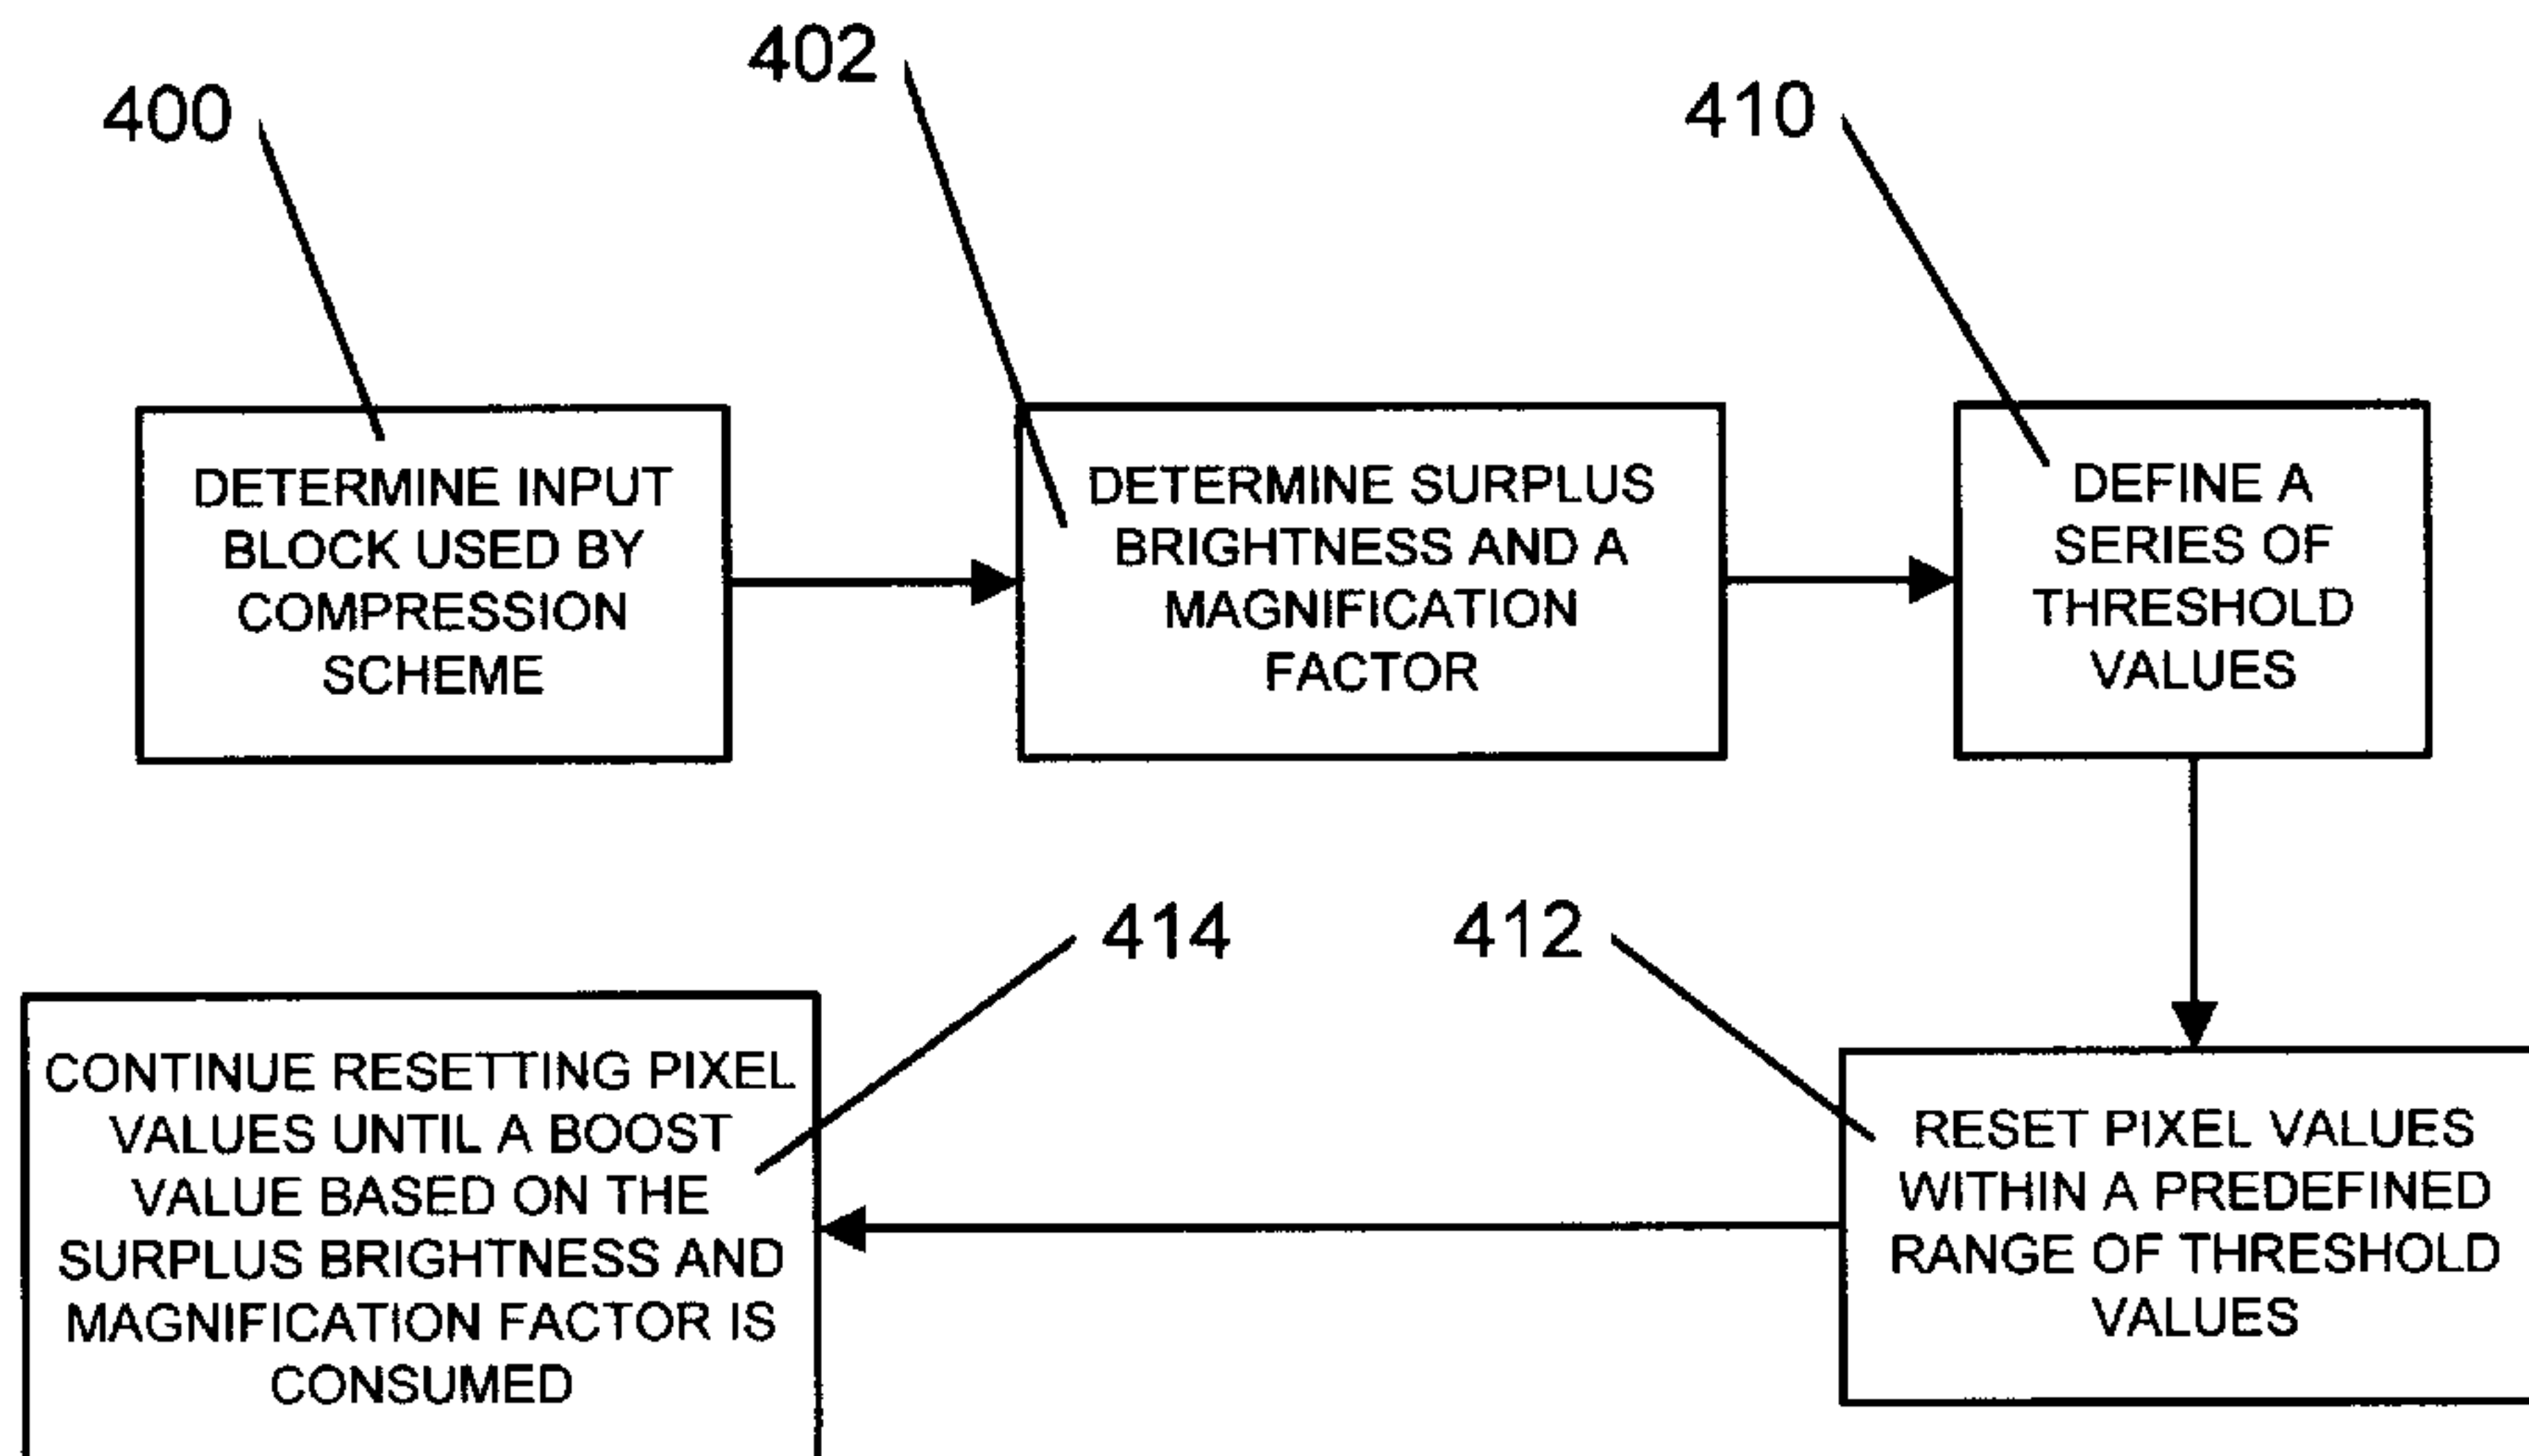 400
DETERMINE INPUT
BLOCK USED BY
COMPRESSION
SCHEME
402
DETERMINE SURPLUS
BRIGHTNESS AND A
MAGNIFICATION
FACTOR
410
DEFINE A
SERIES OF
THRESHOLD
VALUES
412
RESET PIXEL VALUES
WITHIN A PREDEFINED
RANGE OF THRESHOLD
VALUES
414
CONTINUE RESETTING PIXEL
VALUES UNTIL A BOOST
VALUE BASED ON THE
SURPLUS BRIGHTNESS AND
MAGNIFICATION FACTOR IS
CONSUMED